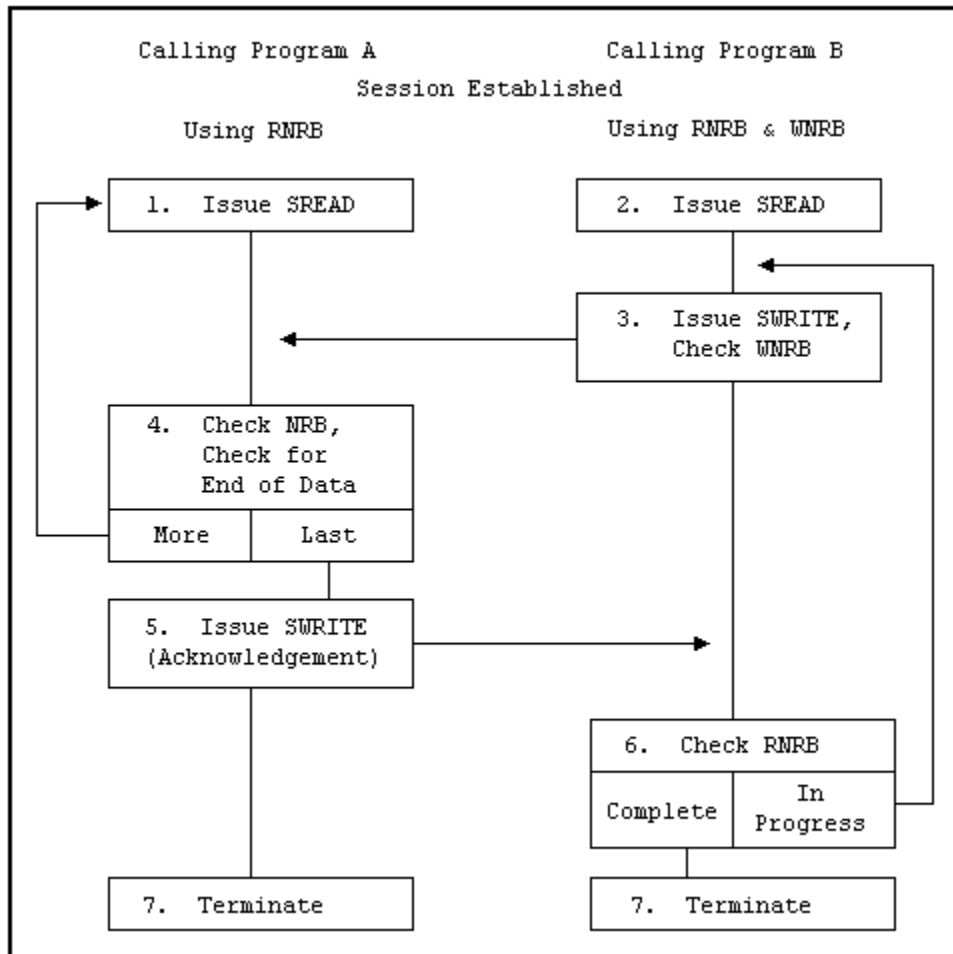 Calling Program A
Calling Program B
Session Established
Using RNRB
Using RNRB & WNRB
1. Issue SREAD
2. Issue SREAD
3. Issue SWRITE,
Check WNRB
4. Check NRB,
Check for
End of Data
More
Last
5. Issue SWRITE
(Acknowledgement)
6. Check RNRB
Complete
In
Progress
7. Terminate
7. Terminate